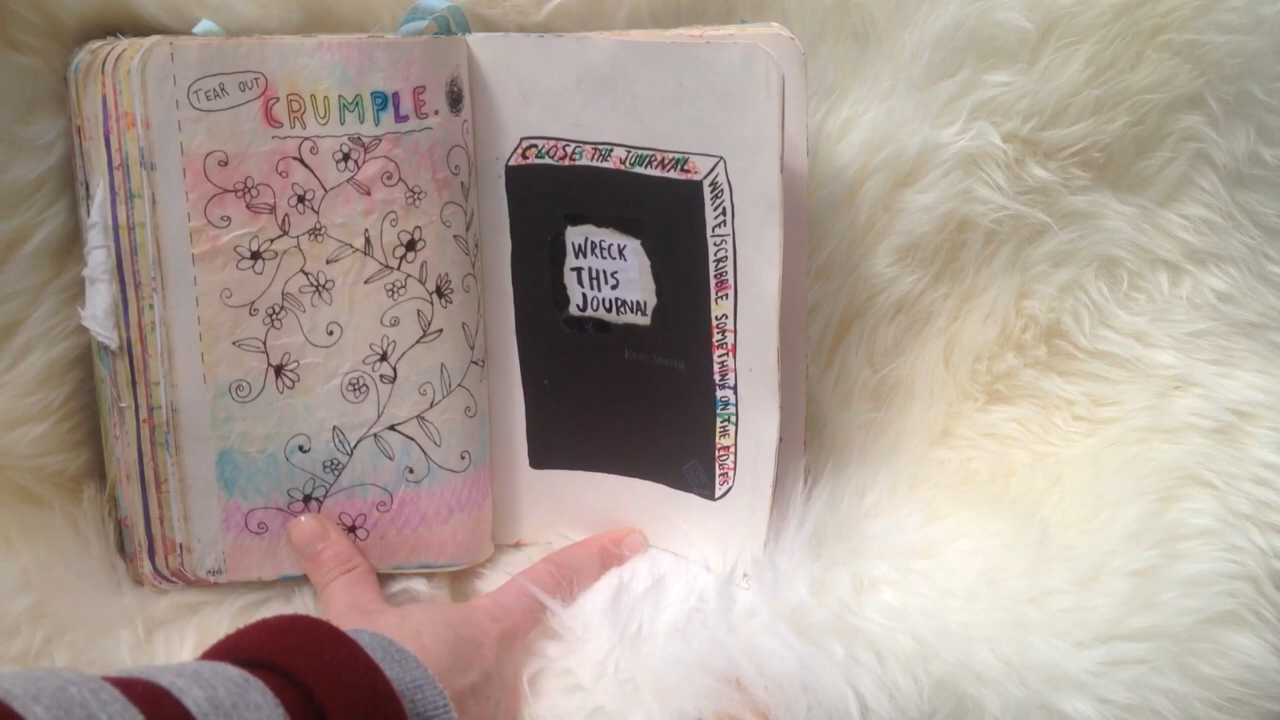 TEAR OUT
CRUMPLE.
CLOSE THE JOURNAL.
WRITE/SCRIBBLE SOMETHING ON THE EDGES.
WRECK
THIS
JOURNAL